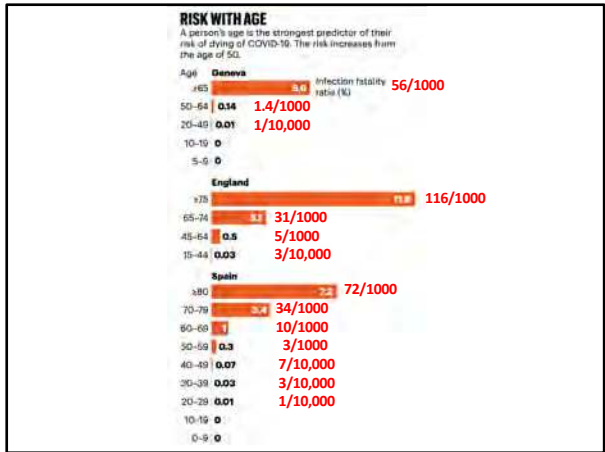 RISK WITH AGE
A person's age is the strongest predictor of their
risk of dying of COVID-19. The risk increases from
the age of 50.
Age Geneva
≥65 5.6 Infection fatality ratio (%) 56/1000
50–64 0.14 1.4/1000
20–49 0.01 1/10,000
10–19 0
5–9 0
England
≥75 11.6 116/1000
65–74 3.1 31/1000
45–64 0.5 5/1000
15–44 0.03 3/10,000
Spain
≥80 7.2 72/1000
70–79 3.4 34/1000
60–69 1 10/1000
50–59 0.3 3/1000
40–49 0.07 7/10,000
30–39 0.03 3/10,000
20–29 0.01 1/10,000
10–19 0
0–9 0